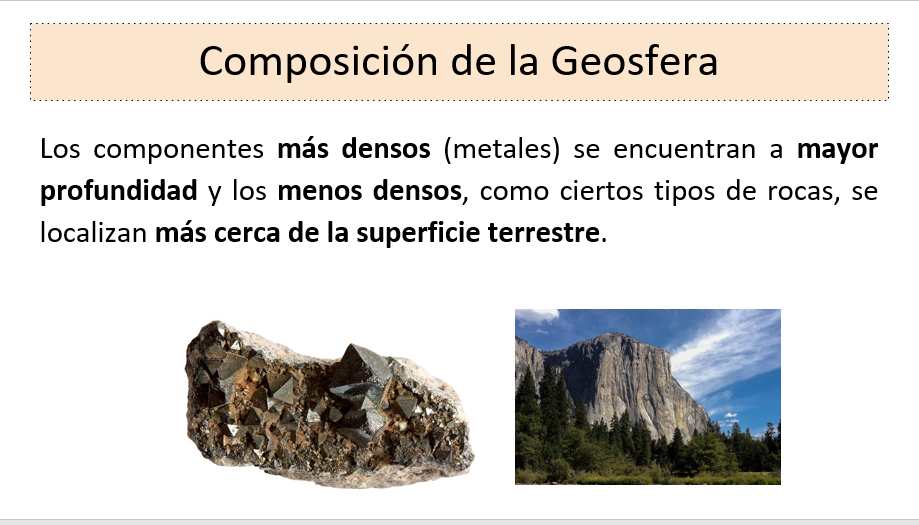 Composición de la Geosfera
Los componentes más densos (metales) se encuentran a mayor
profundidad y los menos densos, como ciertos tipos de rocas, se
localizan más cerca de la superficie terrestre.